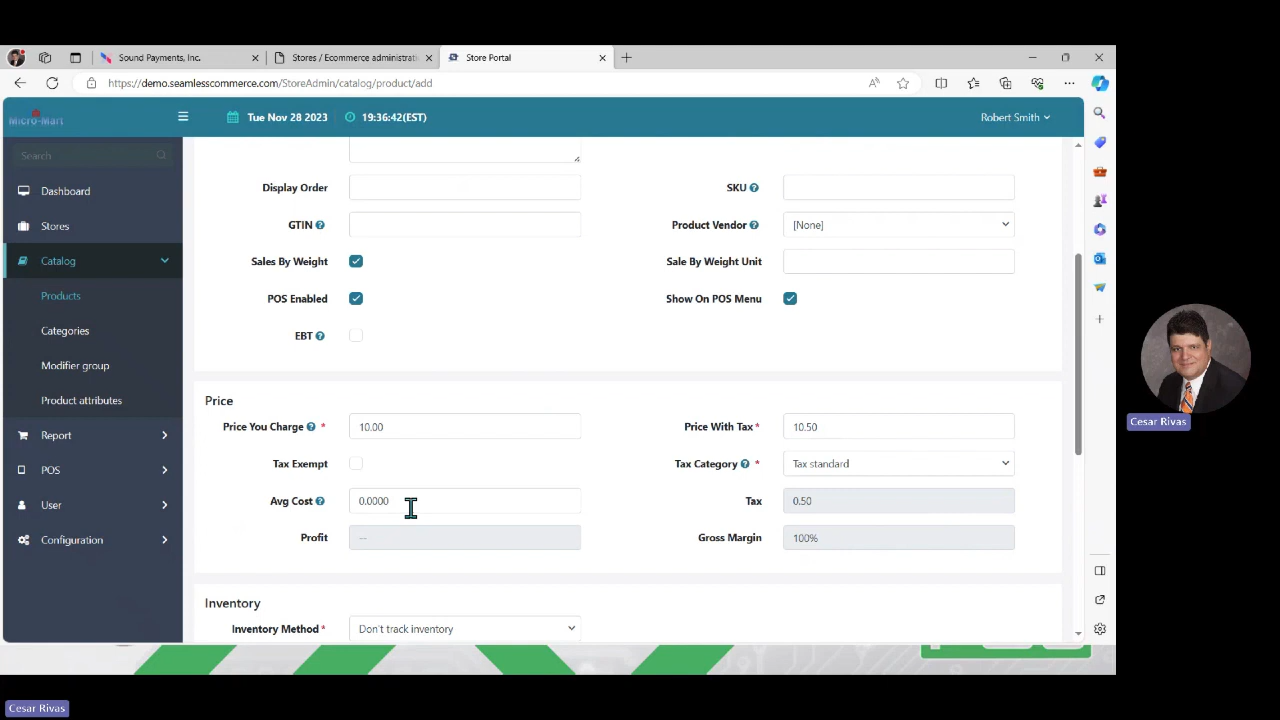 Sound Payments, Inc.
Stores / Ecommerce administrati
Store Portal
https://demo.seamlesscommerce.com/StoreAdmin/catalog/product/add
Micro-Mart
Tue Nov 28 2023
19:36:42(EST)
Robert Smith
Search
Dashboard
Stores
Catalog
Products
Categories
Modifier group
Product attributes
Report
POS
User
Configuration
Display Order
SKU
GTIN
Product Vendor
[None]
Sales By Weight
Sale By Weight Unit
POS Enabled
Show On POS Menu
EBT
Price
Price You Charge *
10.00
Price With Tax *
10.50
Tax Exempt
Tax Category *
Tax standard
Avg Cost
0.0000
Tax
0.50
Profit
--
Gross Margin
100%
Inventory
Inventory Method *
Don't track inventory
Cesar Rivas
Cesar Rivas